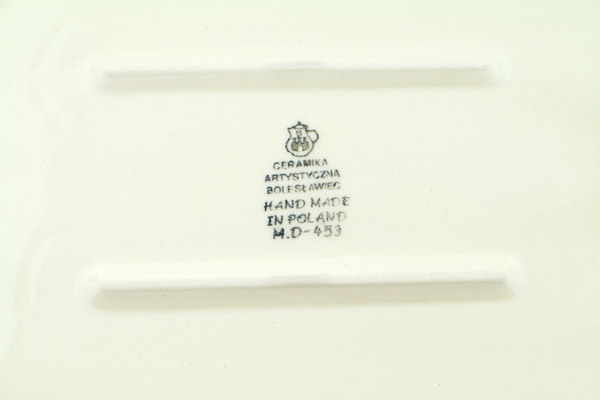 CERAMIKA
ARTYSTYCZNA
BOLESŁAWIEC
HAND MADE
IN POLAND
M.D-453